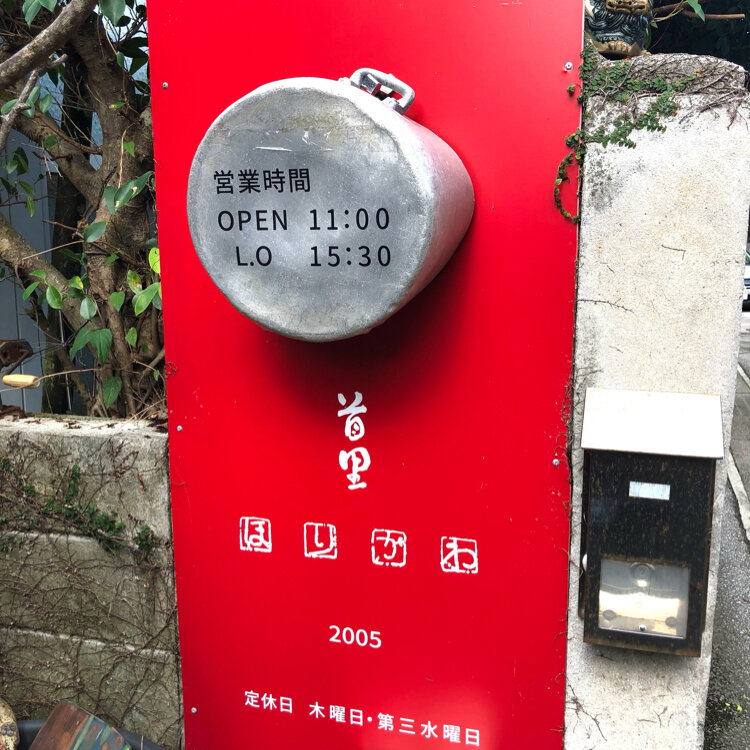 営業時間
OPEN 11:00
L.O 15:30
首里
ほりかわ
2005
定休日 木曜日・第三水曜日